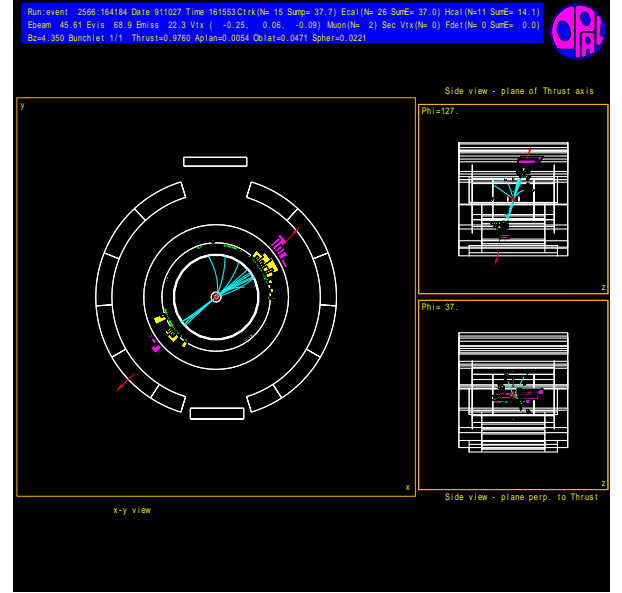 Run:event 2566:164184 Date 911027 Time 161553 Ctrk(N= 15 Sump= 37.7) Ecal(N= 26 SumE= 37.0) Hcal(N=11 SumE= 14.1)
Ebeam 45.61 Evis 68.9 Emiss 22.3 Vtx ( -0.25, 0.06, -0.09) Muon(N= 2) Sec Vtx(N= 0) Fdet(N= 0 SumE= 0.0)
Bz=4.350 Bunchlet 1/1 Thrust=0.9760 Aplan=0.0054 Oblat=0.0471 Spher=0.0221
OPAL
Side view - plane of Thrust axis
y
Phi=127.
z
Phi= 37.
z
x
Side view - plane perp. to Thrust
x-y view